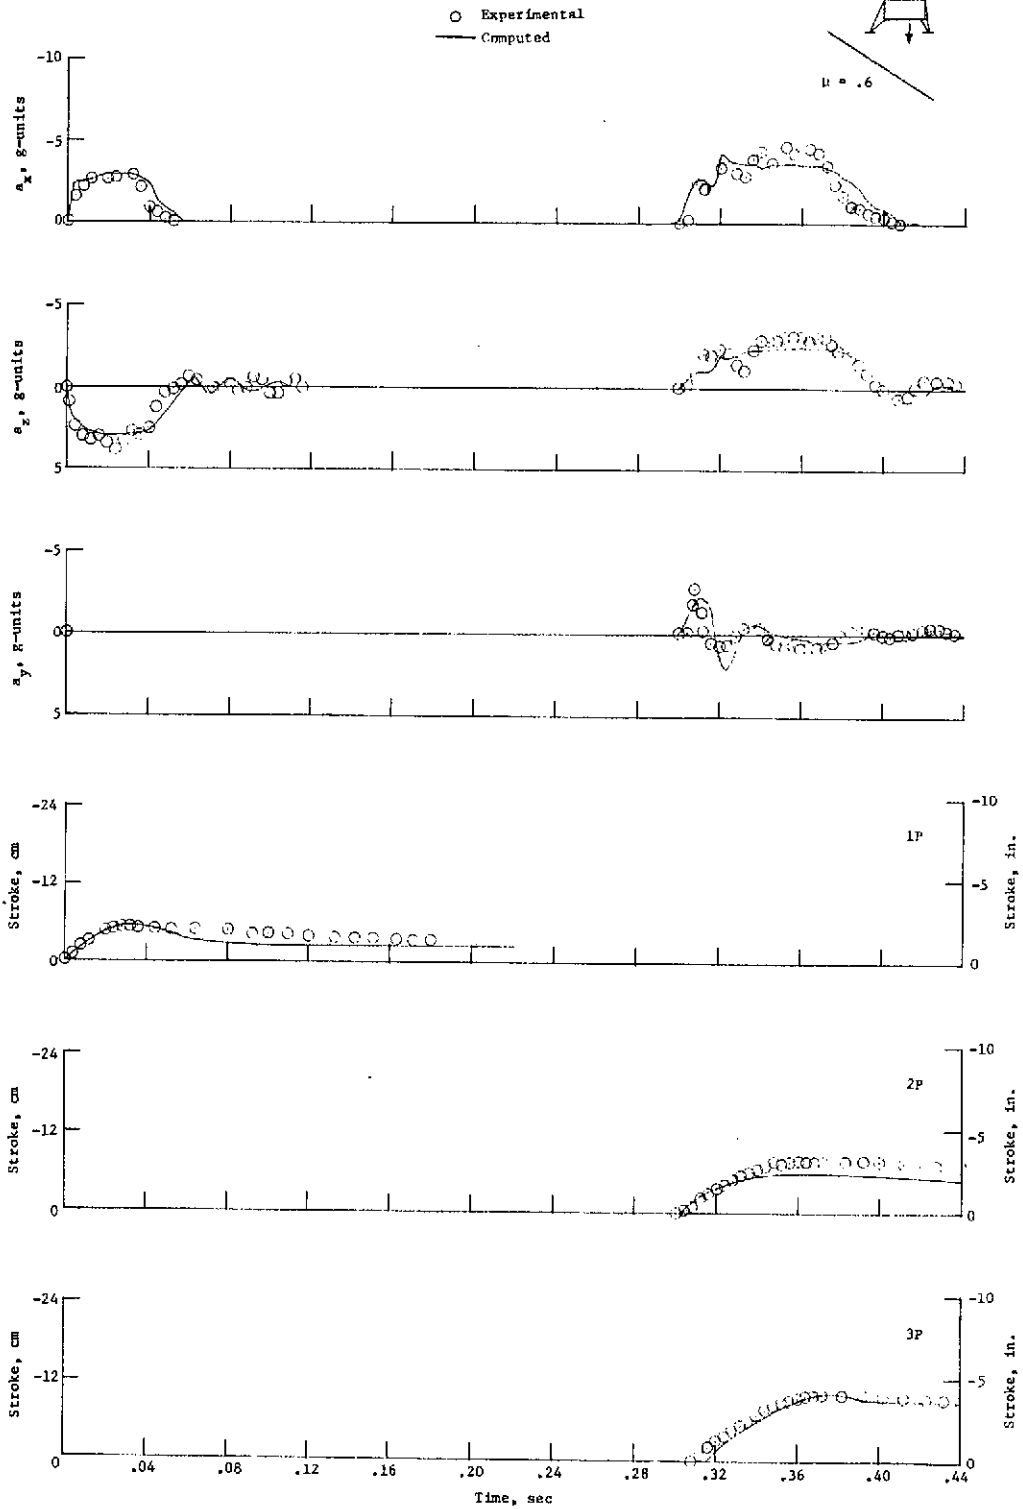 Experimental
Computed
μ = .6
-10
-5
0
a_x, g-units
-5
0
5
a_z, g-units
-5
0
5
a_y, g-units
-24
-12
0
Stroke, cm
1P
-10
-5
0
Stroke, in.
-24
-12
0
Stroke, cm
2P
-10
-5
0
Stroke, in.
-24
-12
0
Stroke, cm
3P
-10
-5
0
Stroke, in.
.04 .08 .12 .16 .20 .24 .28 .32 .36 .40 .44
Time, sec